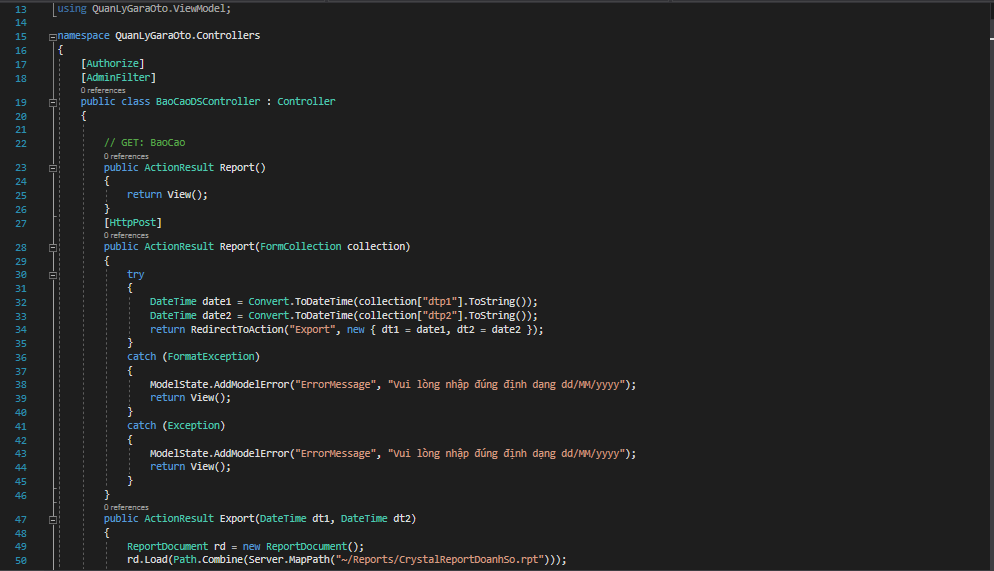 13 using QuanLyGaraOto.ViewModel;
14
15 namespace QuanLyGaraOto.Controllers
16 {
17 [Authorize]
18 [AdminFilter]
0 references
19 public class BaoCaoDSController : Controller
20 {
21
22 // GET: BaoCao
0 references
23 public ActionResult Report()
24 {
25 return View();
26 }
27 [HttpPost]
0 references
28 public ActionResult Report(FormCollection collection)
29 {
30 try
31 {
32 DateTime date1 = Convert.ToDateTime(collection["dtp1"].ToString());
33 DateTime date2 = Convert.ToDateTime(collection["dtp2"].ToString());
34 return RedirectToAction("Export", new { dt1 = date1, dt2 = date2 });
35 }
36 catch (FormatException)
37 {
38 ModelState.AddModelError("ErrorMessage", "Vui lòng nhập đúng định dạng dd/MM/yyyy");
39 return View();
40 }
41 catch (Exception)
42 {
43 ModelState.AddModelError("ErrorMessage", "Vui lòng nhập đúng định dạng dd/MM/yyyy");
44 return View();
45 }
46 }
0 references
47 public ActionResult Export(DateTime dt1, DateTime dt2)
48 {
49 ReportDocument rd = new ReportDocument();
50 rd.Load(Path.Combine(Server.MapPath("~/Reports/CrystalReportDoanhSo.rpt")));